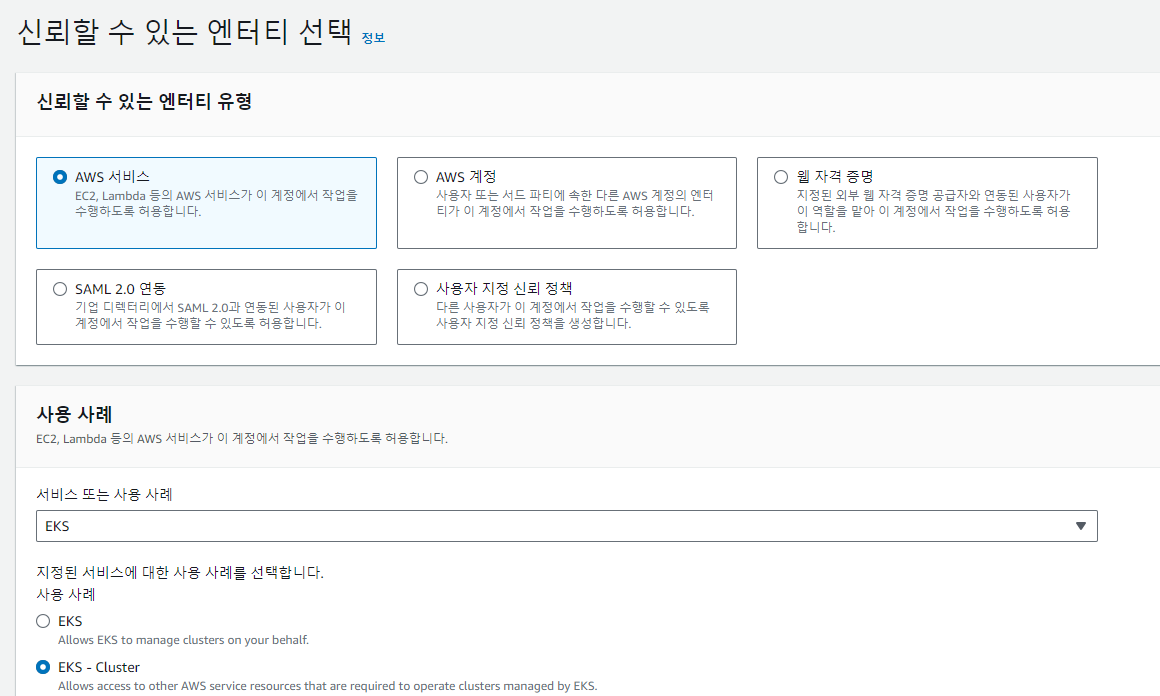 신뢰할 수 있는 엔터티 선택 정보
신뢰할 수 있는 엔터티 유형
AWS 서비스
EC2, Lambda 등의 AWS 서비스가 이 계정에서 작업을
수행하도록 허용합니다.
AWS 계정
사용자 또는 서드 파티에 속한 다른 AWS 계정의 엔터
티가 이 계정에서 작업을 수행하도록 허용합니다.
웹 자격 증명
지정된 외부 웹 자격 증명 공급자와 연동된 사용자가
이 역할을 맡아 이 계정에서 작업을 수행하도록 허용
합니다.
SAML 2.0 연동
기업 디렉터리에서 SAML 2.0과 연동된 사용자가 이
계정에서 작업을 수행할 수 있도록 허용합니다.
사용자 지정 신뢰 정책
다른 사용자가 이 계정에서 작업을 수행할 수 있도록
사용자 지정 신뢰 정책을 생성합니다.
사용 사례
EC2, Lambda 등의 AWS 서비스가 이 계정에서 작업을 수행하도록 허용합니다.
서비스 또는 사용 사례
EKS
지정된 서비스에 대한 사용 사례를 선택합니다.
사용 사례
EKS
Allows EKS to manage clusters on your behalf.
EKS - Cluster
Allows access to other AWS service resources that are required to operate clusters managed by EKS.